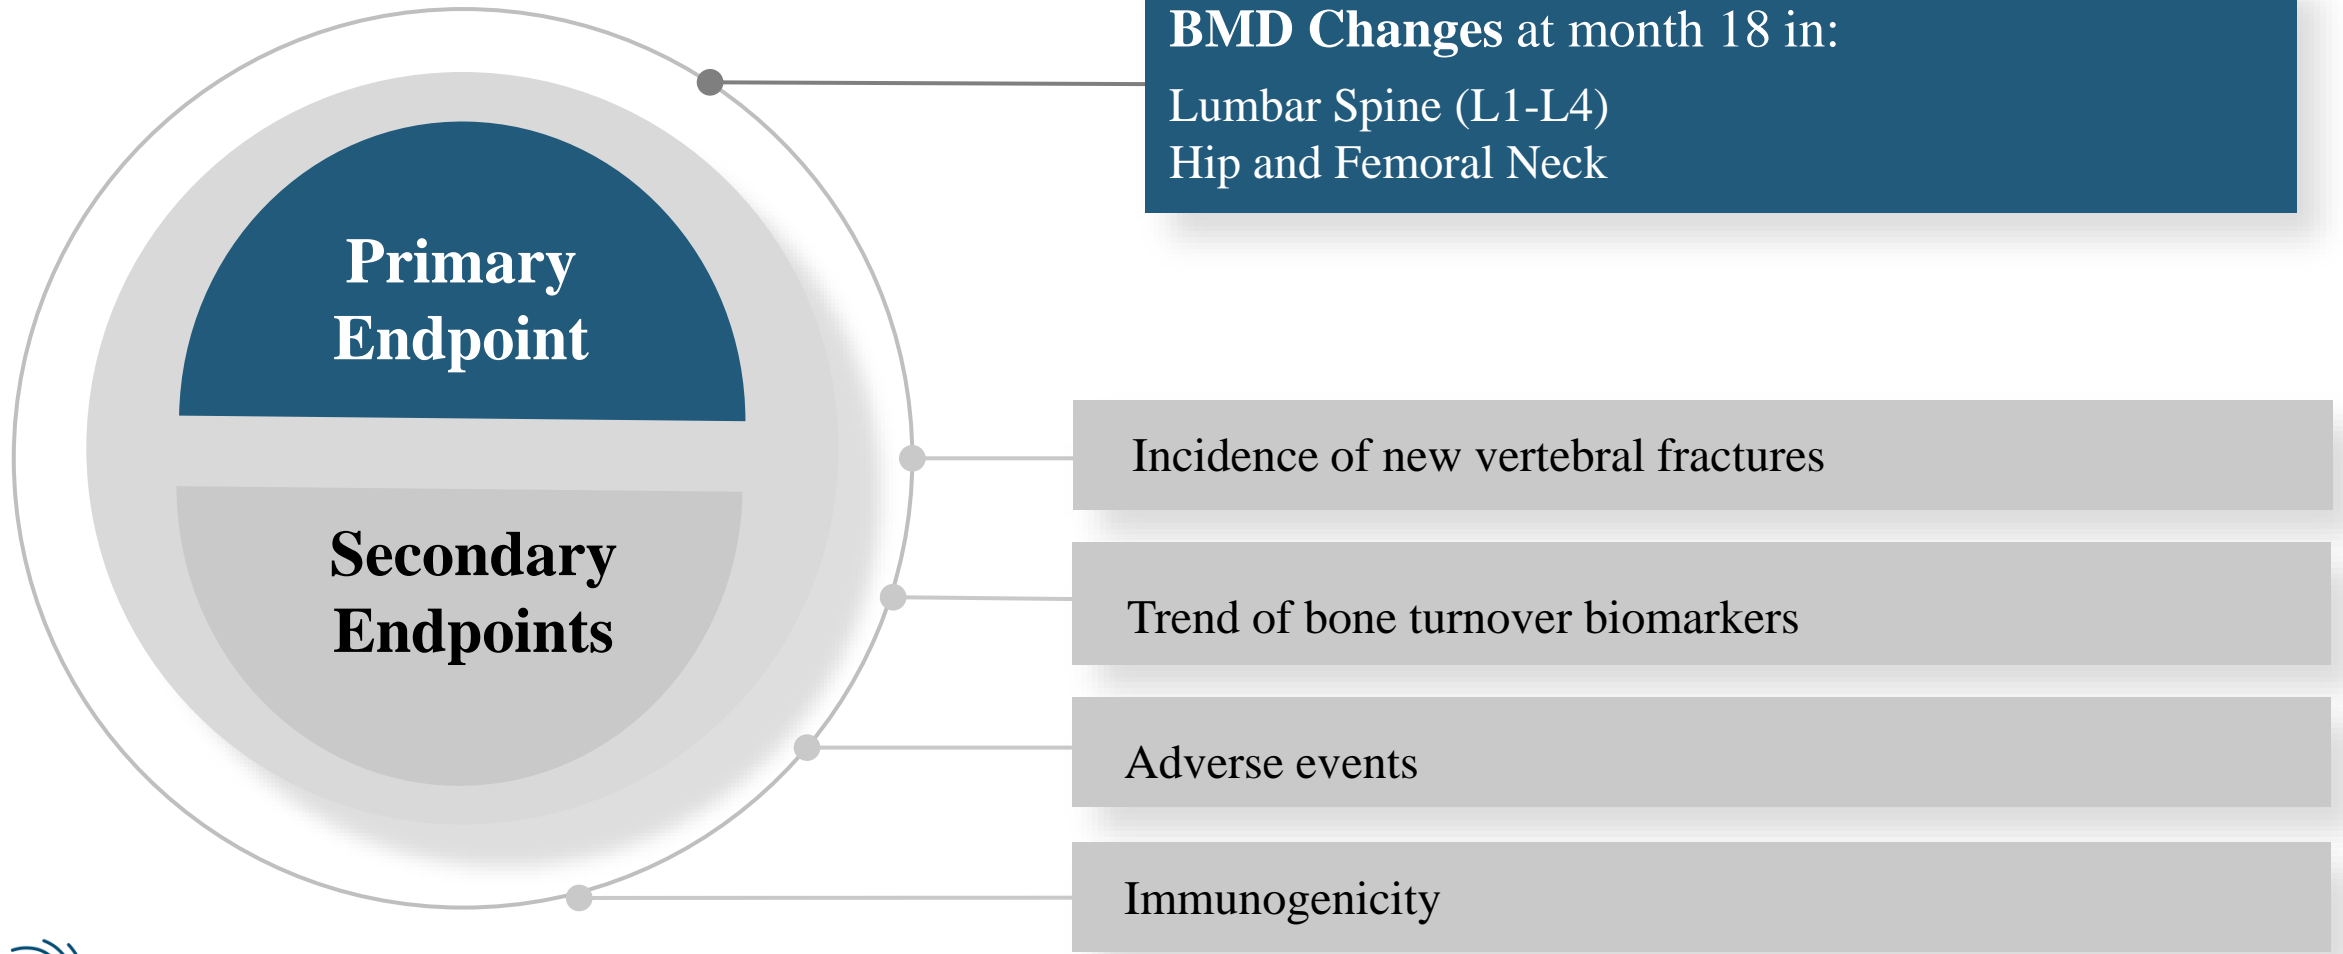 BMD Changes at month 18 in:
Lumbar Spine (L1-L4)
Hip and Femoral Neck
Primary
Endpoint
Secondary
Endpoints
Incidence of new vertebral fractures
Trend of bone turnover biomarkers
Adverse events
Immunogenicity